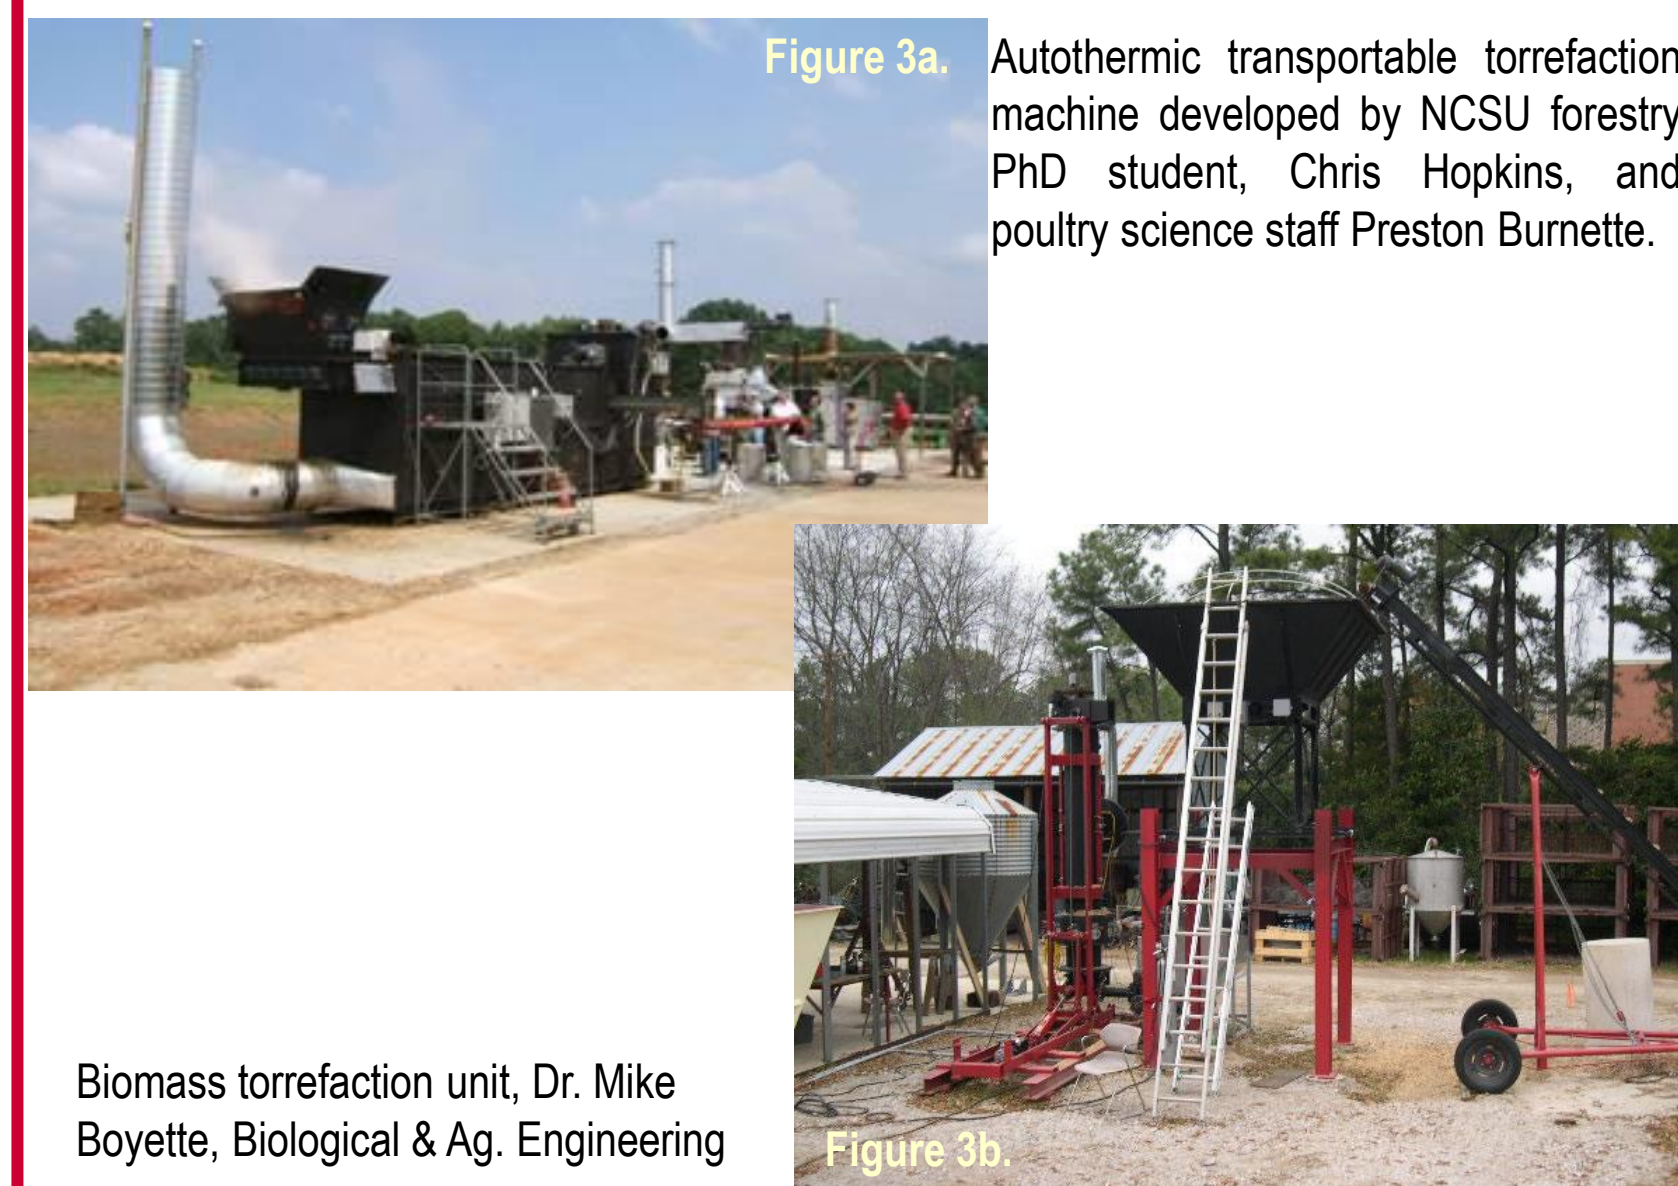 Figure 3a.
Autothermic transportable torrefaction
machine developed by NCSU forestry
PhD student, Chris Hopkins, and
poultry science staff Preston Burnette.
Biomass torrefaction unit, Dr. Mike
Boyette, Biological & Ag. Engineering
Figure 3b.